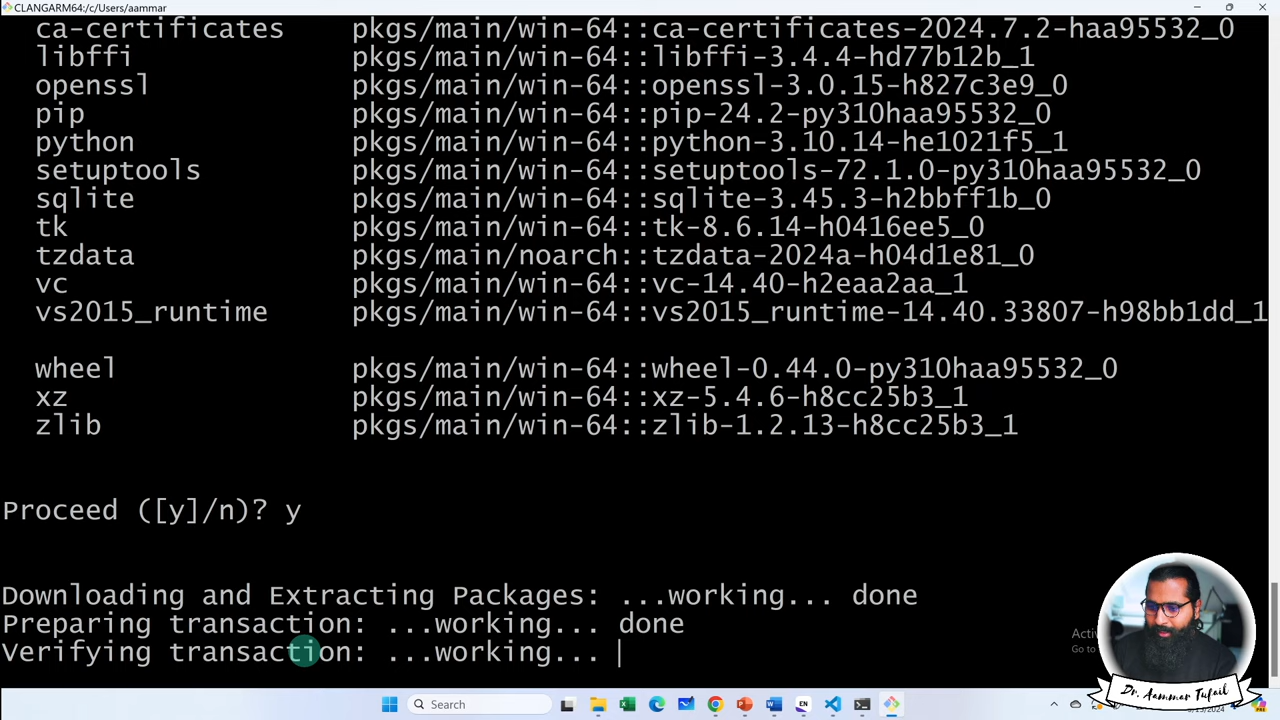 CLANGARM64:/c/Users/aammar
ca-certificates pkgs/main/win-64::ca-certificates-2024.7.2-haa95532_0
libffi pkgs/main/win-64::libffi-3.4.4-hd77b12b_1
openssl pkgs/main/win-64::openssl-3.0.15-h827c3e9_0
pip pkgs/main/win-64::pip-24.2-py310haa95532_0
python pkgs/main/win-64::python-3.10.14-he1021f5_1
setuptools pkgs/main/win-64::setuptools-72.1.0-py310haa95532_0
sqlite pkgs/main/win-64::sqlite-3.45.3-h2bbff1b_0
tk pkgs/main/win-64::tk-8.6.14-h0416ee5_0
tzdata pkgs/main/noarch::tzdata-2024a-h04d1e81_0
vc pkgs/main/win-64::vc-14.40-h2eaa2aa_1
vs2015_runtime pkgs/main/win-64::vs2015_runtime-14.40.33807-h98bb1dd_1
wheel pkgs/main/win-64::wheel-0.44.0-py310haa95532_0
xz pkgs/main/win-64::xz-5.4.6-h8cc25b3_1
zlib pkgs/main/win-64::zlib-1.2.13-h8cc25b3_1
Proceed ([y]/n)? y
Downloading and Extracting Packages: ...working... done
Preparing transaction: ...working... done
Verifying transaction: ...working...
Go to
Dr. Aammar Tufail
Search
EN